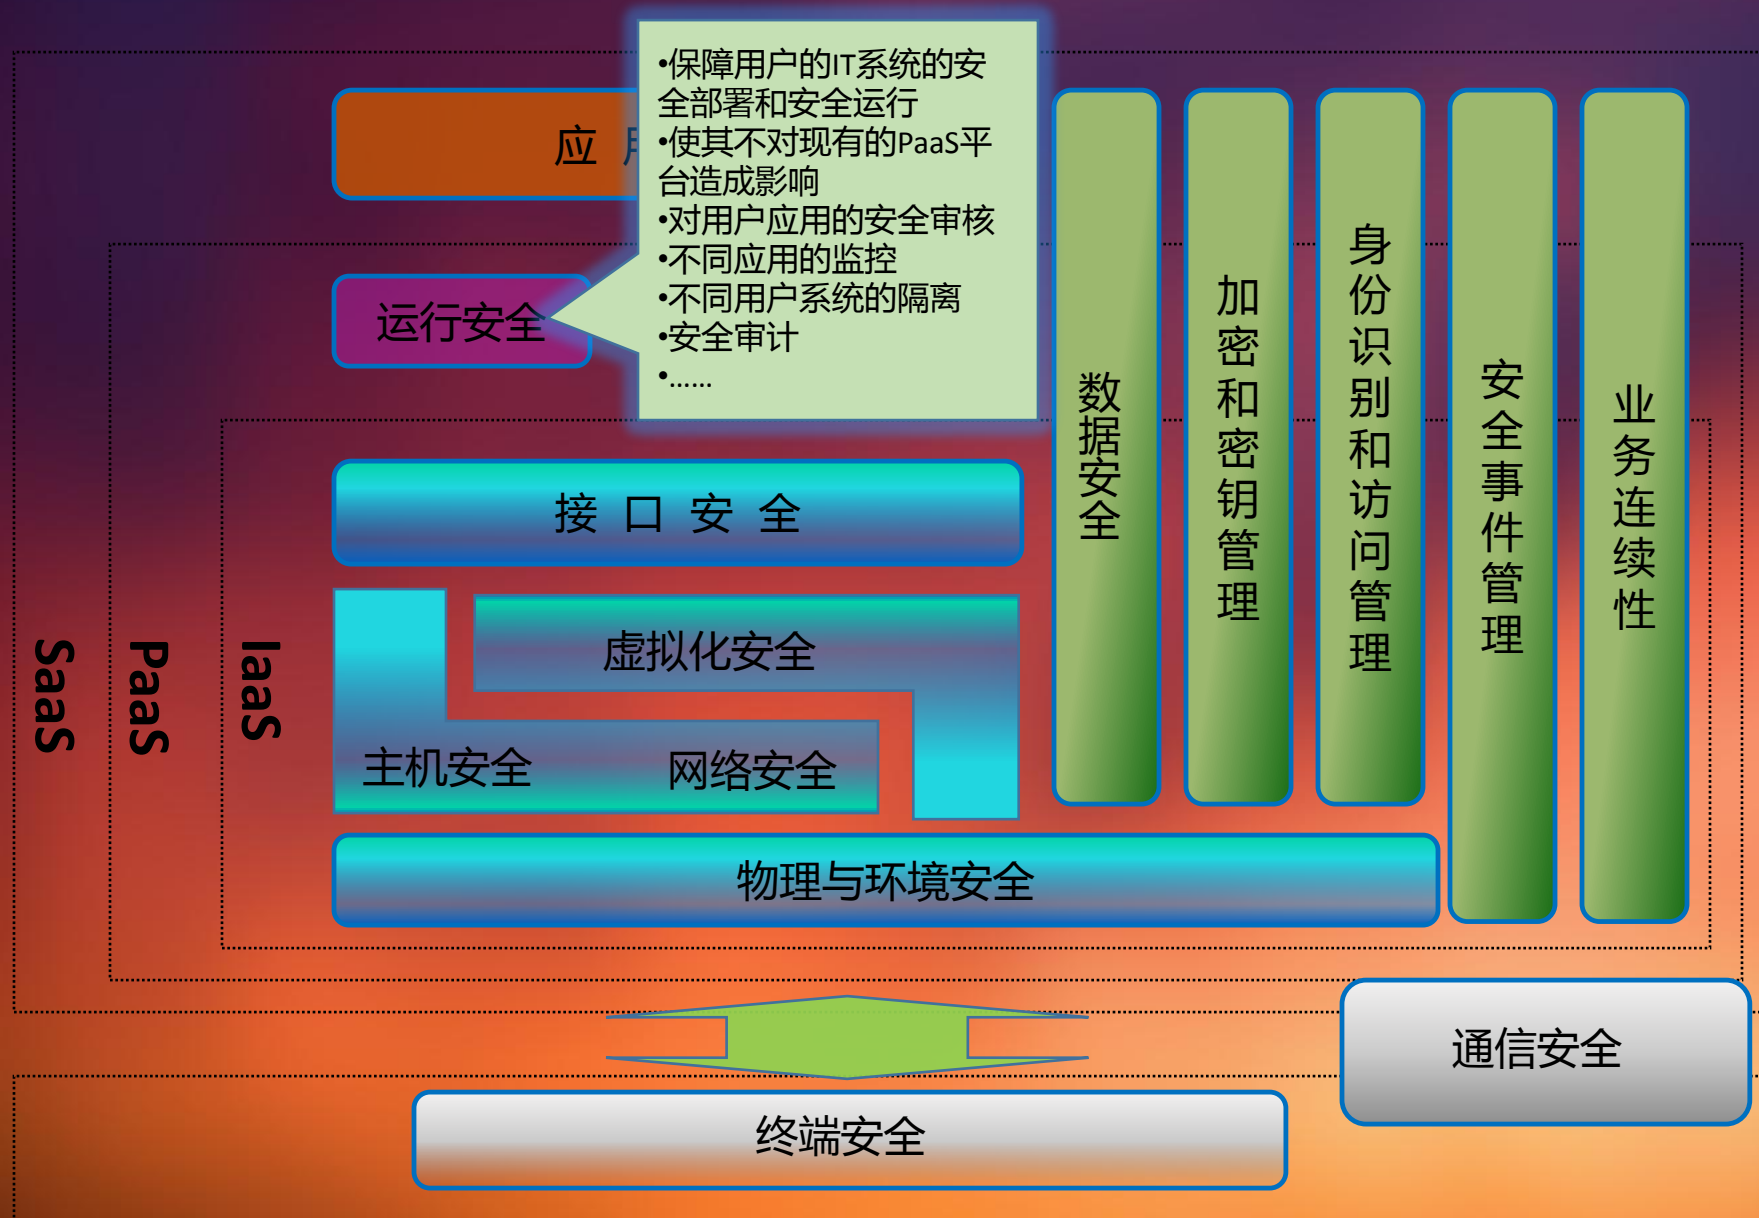 •保障用户的IT系统的安
全部署和安全运行
•使其不对现有的PaaS平
台造成影响
•对用户应用的安全审核
•不同应用的监控
•不同用户系统的隔离
•安全审计
•……
应
运行安全
接口安全
虚拟化安全
主机安全
网络安全
物理与环境安全
SaaS
PaaS
IaaS
数据安全
加密和密钥管理
身份识别和访问管理
安全事件管理
业务连续性
通信安全
终端安全